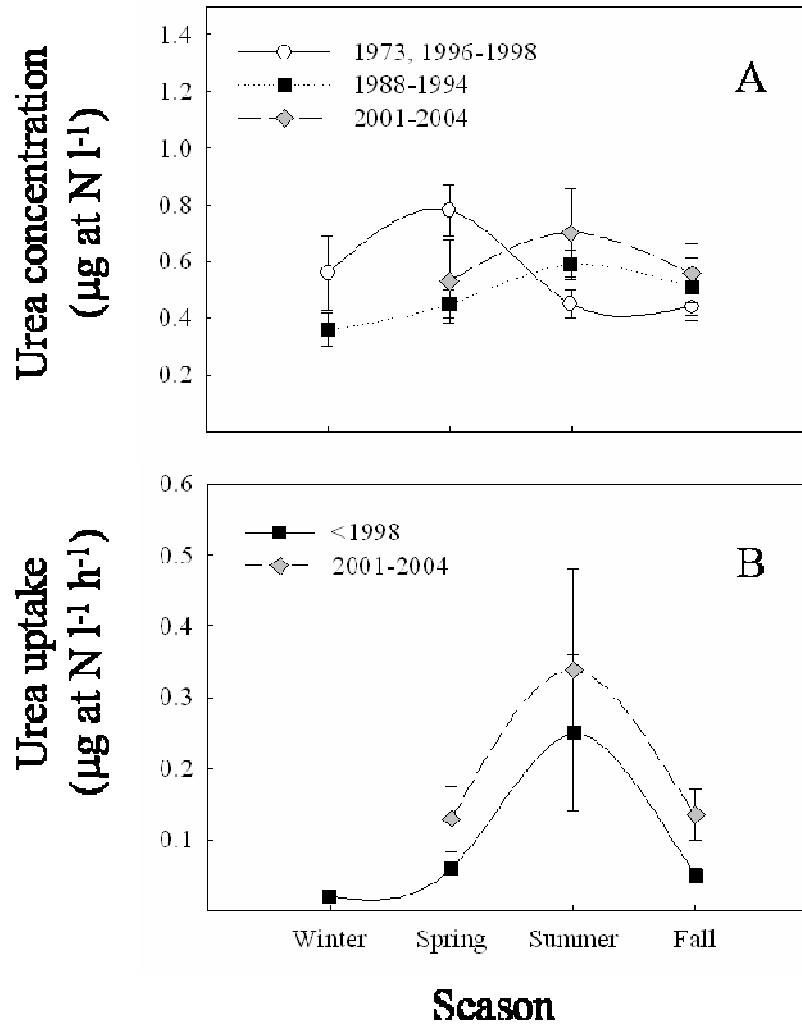 Urea concentration
(µg at N l-1)
1.4
1.2
1.0
0.8
0.6
0.4
0.2
1973, 1996-1998
1988-1994
2001-2004
A
Urea uptake
(µg at N l-1 h-1)
0.6
0.5
0.4
0.3
0.2
0.1
<1998
2001-2004
B
Winter Spring Summer Fall
Season